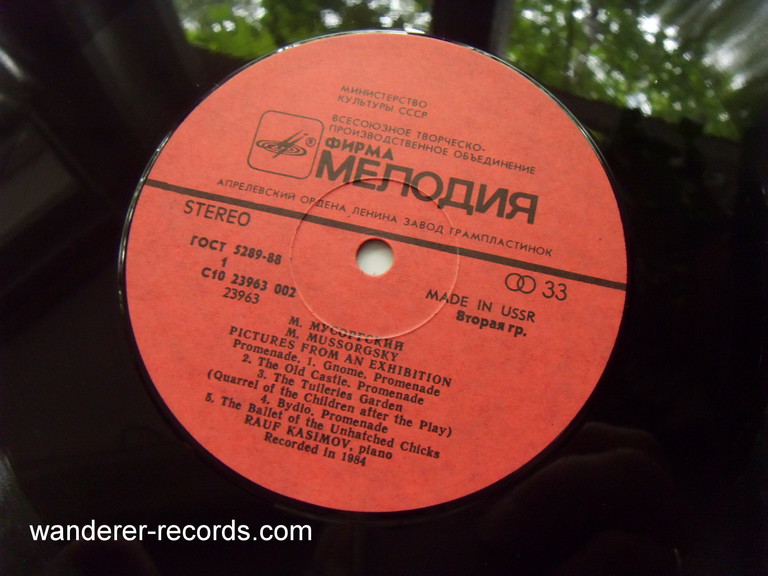 МИНИСТЕРСТВО
КУЛЬТУРЫ СССР
ВСЕСОЮЗНОЕ ТВОРЧЕСКО-
ПРОИЗВОДСТВЕННОЕ ОБЪЕДИНЕНИЕ
®
ФИРМА
МЕЛОДИЯ
АПРЕЛЕВСКИЙ ОРДЕНА ЛЕНИНА ЗАВОД ГРАМПЛАСТИНОК
STEREO
33
ГОСТ 5289-88
1
С10 23963 002
23963
MADE IN USSR
Вторая гр.
М. МУСОРГСКИЙ
M. MUSSORGSKY
PICTURES FROM AN EXHIBITION
Promenade. 1. Gnome. Promenade
2. The Old Castle. Promenade
3. The Tuileries Garden
(Quarrel of the Children after the Play)
4. Bydlo. Promenade
5. The Ballet of the Unhatched Chicks
RAUF KASIMOV, piano
Recorded in 1984
wanderer-records.com